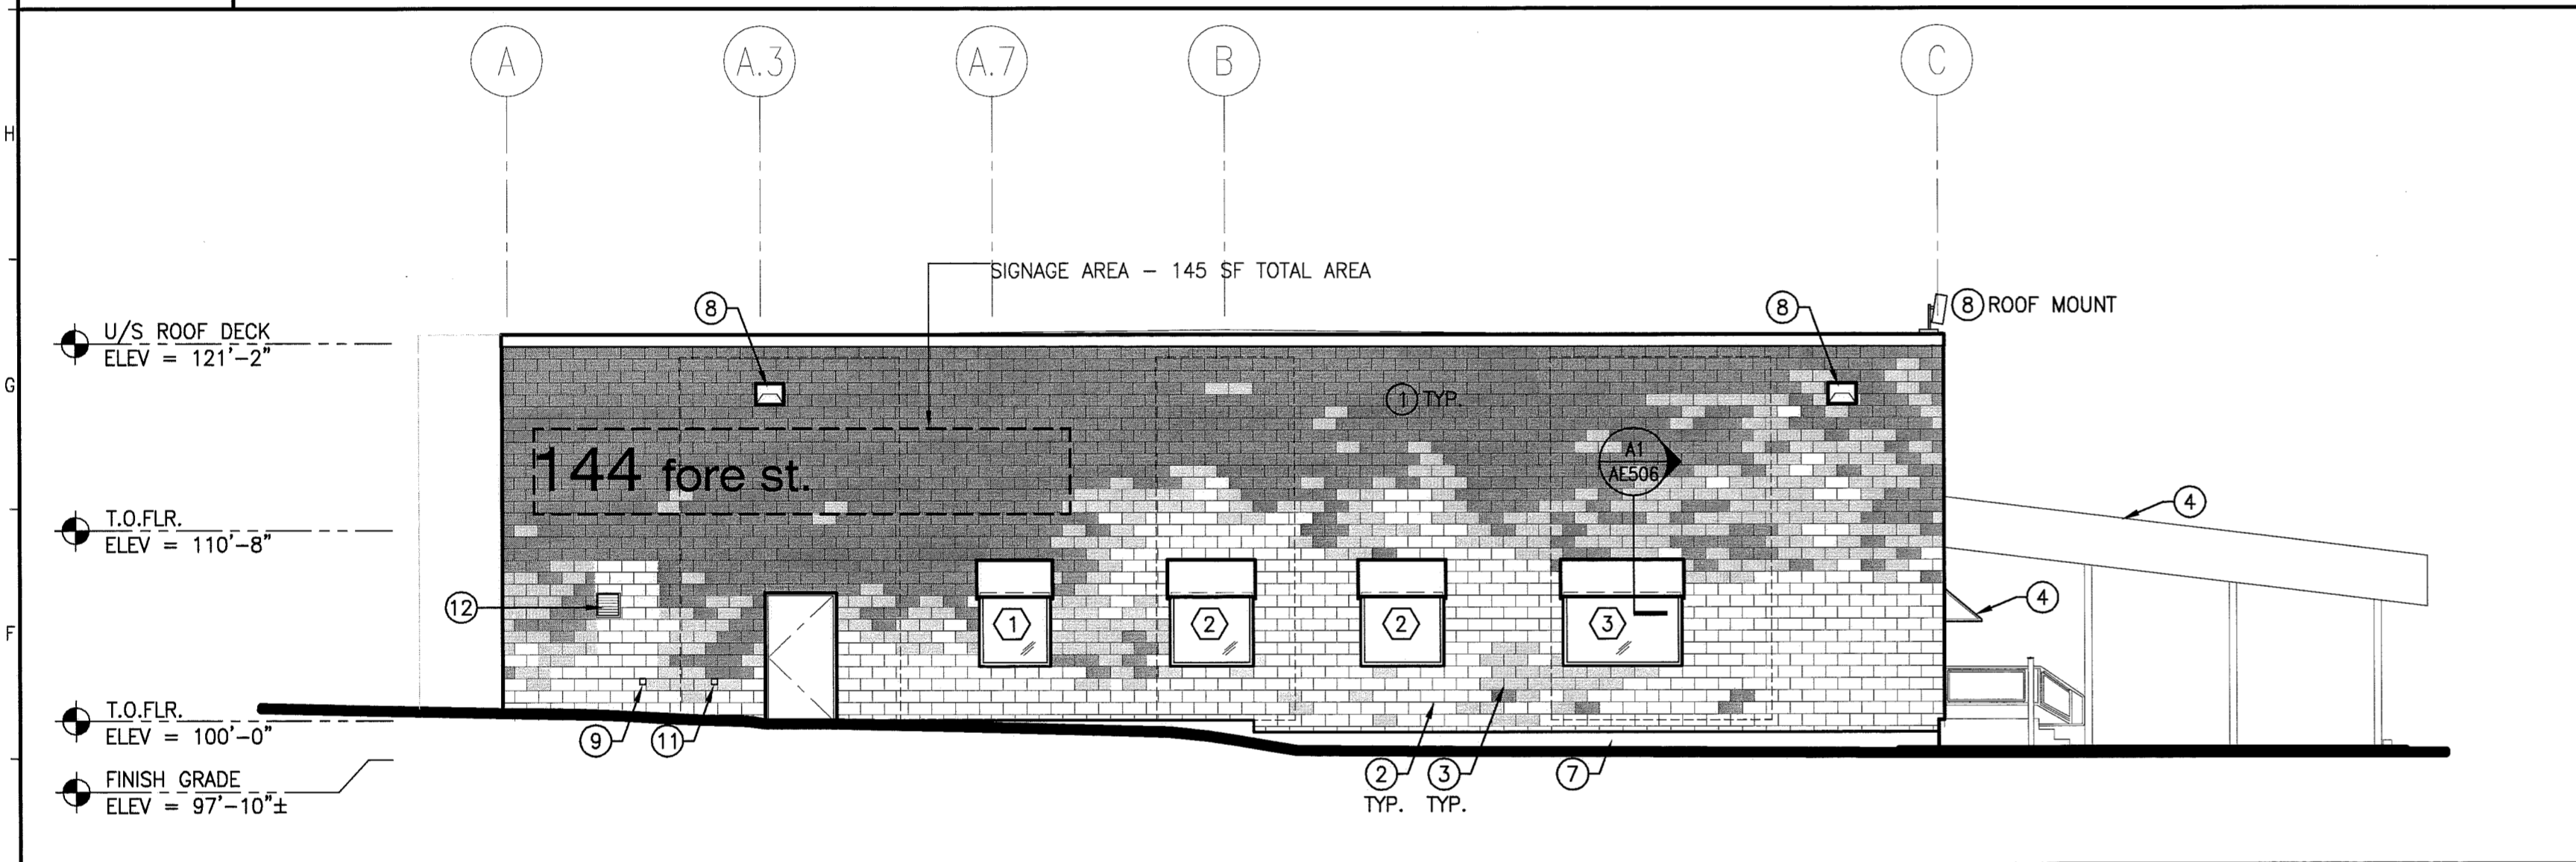 A
A.3
A.7
B
C
H
SIGNAGE AREA - 145 SF TOTAL AREA
8
8
8 ROOF MOUNT
U/S ROOF DECK
ELEV = 121'-2"
G
1 TYP.
A1
AE506
144 fore st.
4
T.O.FLR.
ELEV = 110'-8"
12
4
F
1
2
2
3
T.O.FLR.
ELEV = 100'-0"
9
11
2
TYP.
3
TYP.
7
FINISH GRADE
ELEV = 97'-10"±